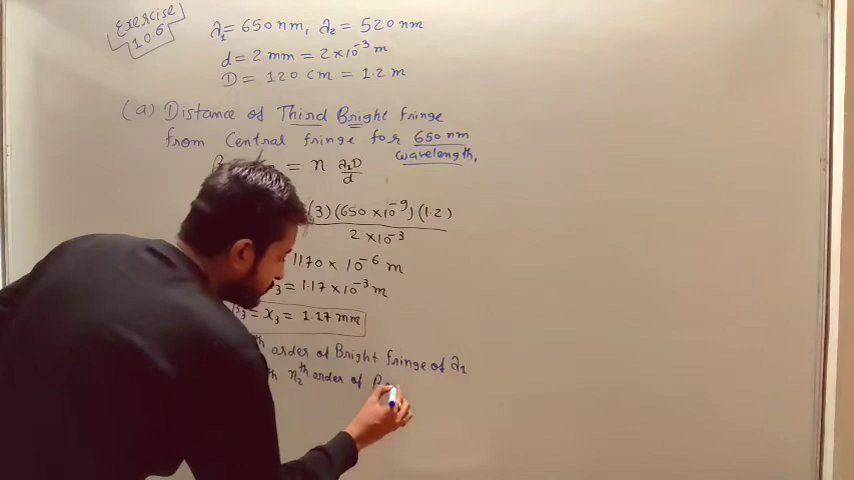 Exercise
10.6
λ₁ = 650 nm, λ₂ = 520 nm
d = 2 mm = 2×10⁻³ m
D = 120 cm = 1.2 m
(a) Distance of Third Bright fringe
from Central fringe for 650 nm
wavelength,
= n λ₁D/d
(3)(650 ×10⁻⁹)(1.2)
2 ×10⁻³
1170 × 10⁻⁶ m
= 1.17 ×10⁻³ m
= X₃ = 1.17 mm
th order of Bright fringe of λ₁
n₂th order of